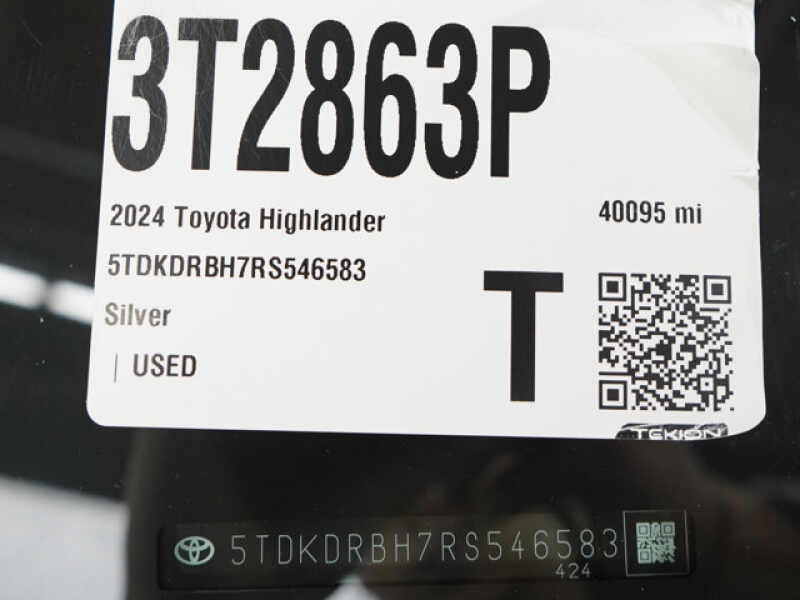 3T2863P
2024 Toyota Highlander
40095 mi
5TDKDRBH7RS546583
Silver
T
| USED
TEKION
5TDKDRBH7RS546583
424